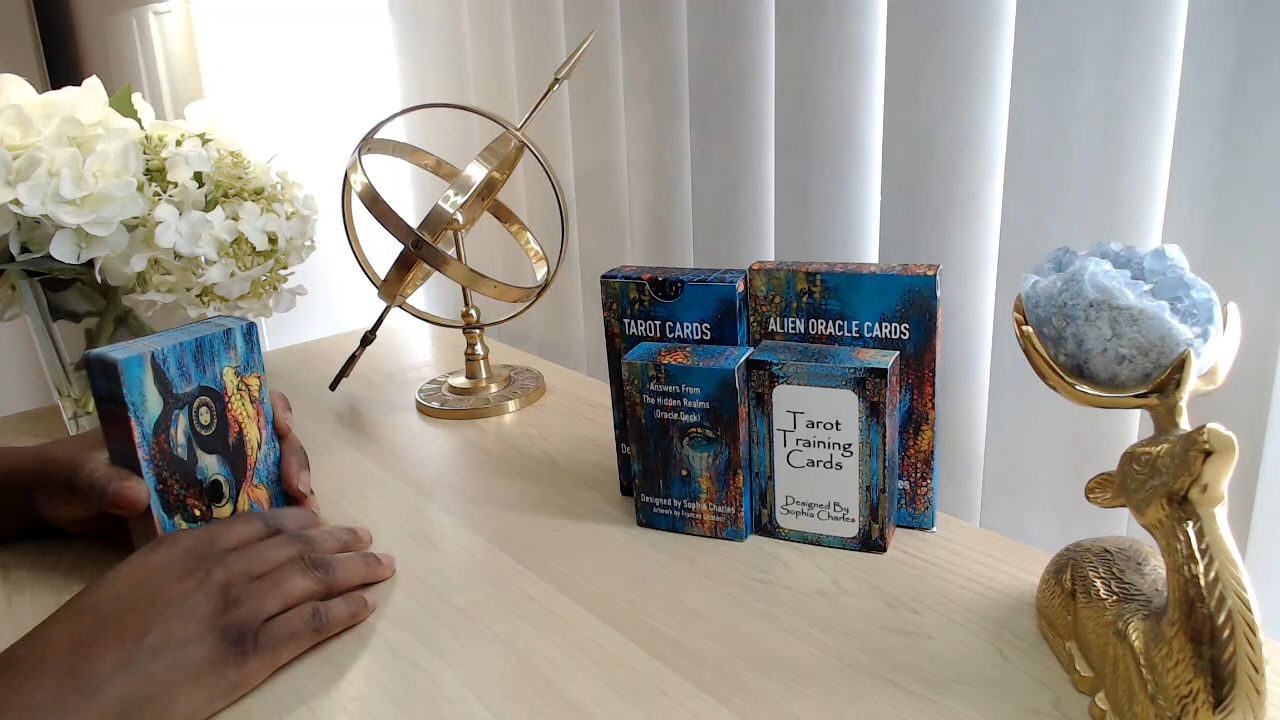 TAROT CARDS
ALIEN ORACLE CARDS
Answers From
The Hidden Realms
(Oracle Deck)
Designed by Sophia Charles
Tarot
Training
Cards
Designed By
Sophia Charles